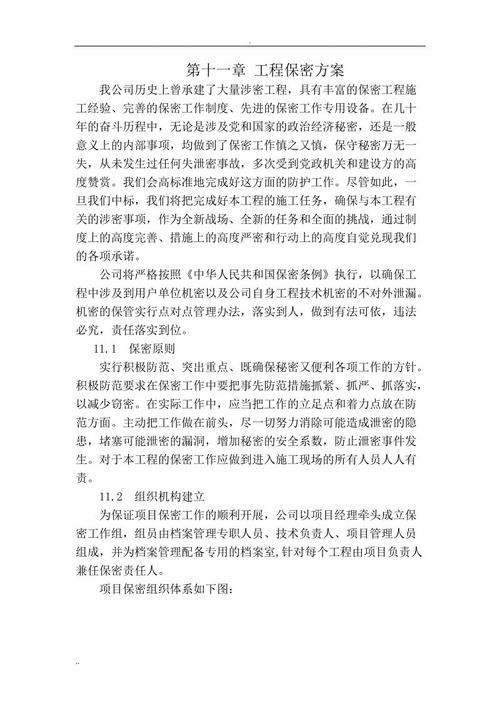 第十一章 工程保密方案
我公司历史上曾承建了大量涉密工程，具有丰富的保密工程施
工经验、完善的保密工作制度、先进的保密工作专用设备。在几十
年的奋斗历程中，无论是涉及党和国家的政治经济秘密，还是一般
意义上的内部事项，均做到了保密工作慎之又慎，保守秘密万无一
失，从未发生过任何失泄密事故，多次受到党政机关和建设方的高
度赞赏。我们会高标准地完成好这方面的防护工作。尽管如此，一
旦我们中标，我们将把完成好本工程的施工任务，确保与本工程有
关的涉密事项，作为全新战场、全新的任务和全面的挑战，通过制
度上的高度完善、措施上的高度严密和行动上的高度自觉兑现我们
的各项承诺。
公司将严格按照《中华人民共和国保密条例》执行，以确保工
程中涉及到用户单位机密以及公司自身工程技术机密的不对外泄漏。
机密的保管实行点对点管理办法，落实到人，做到有法可依，违法
必究，责任落实到位。
11.1 保密原则
实行积极防范、突出重点、既确保秘密又便利各项工作的方针。
积极防范要求在保密工作中要把事先防范措施抓紧、抓严、抓落实，
以减少窃密。在实际工作中，应当把工作的立足点和着力点放在防
范方面。主动把工作做在前头，尽一切努力消除可能造成泄密的隐
患，堵塞可能泄密的漏洞，增加秘密的安全系数，防止泄密事件发
生。对于本工程的保密工作应做到进入施工现场的所有人员人人有
责。
11.2 组织机构建立
为保证项目保密工作的顺利开展，公司以项目经理牵头成立保
密工作组，组员由档案管理专职人员、技术负责人、项目管理人员
组成，并为档案管理配备专用的档案室,针对每个工程由项目负责人
兼任保密责任人。
项目保密组织体系如下图：
..